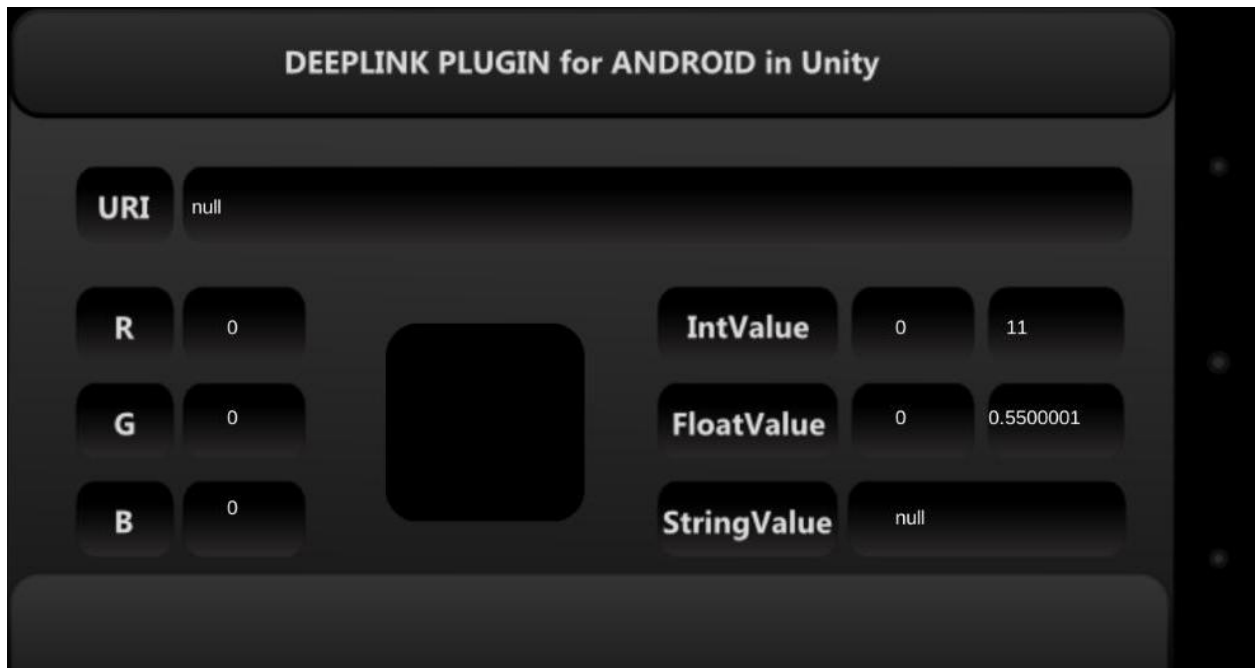 DEEPLINK PLUGIN for ANDROID in Unity
URI null
R 0 IntValue 0 11
G 0 FloatValue 0 0.5500001
B 0 StringValue null